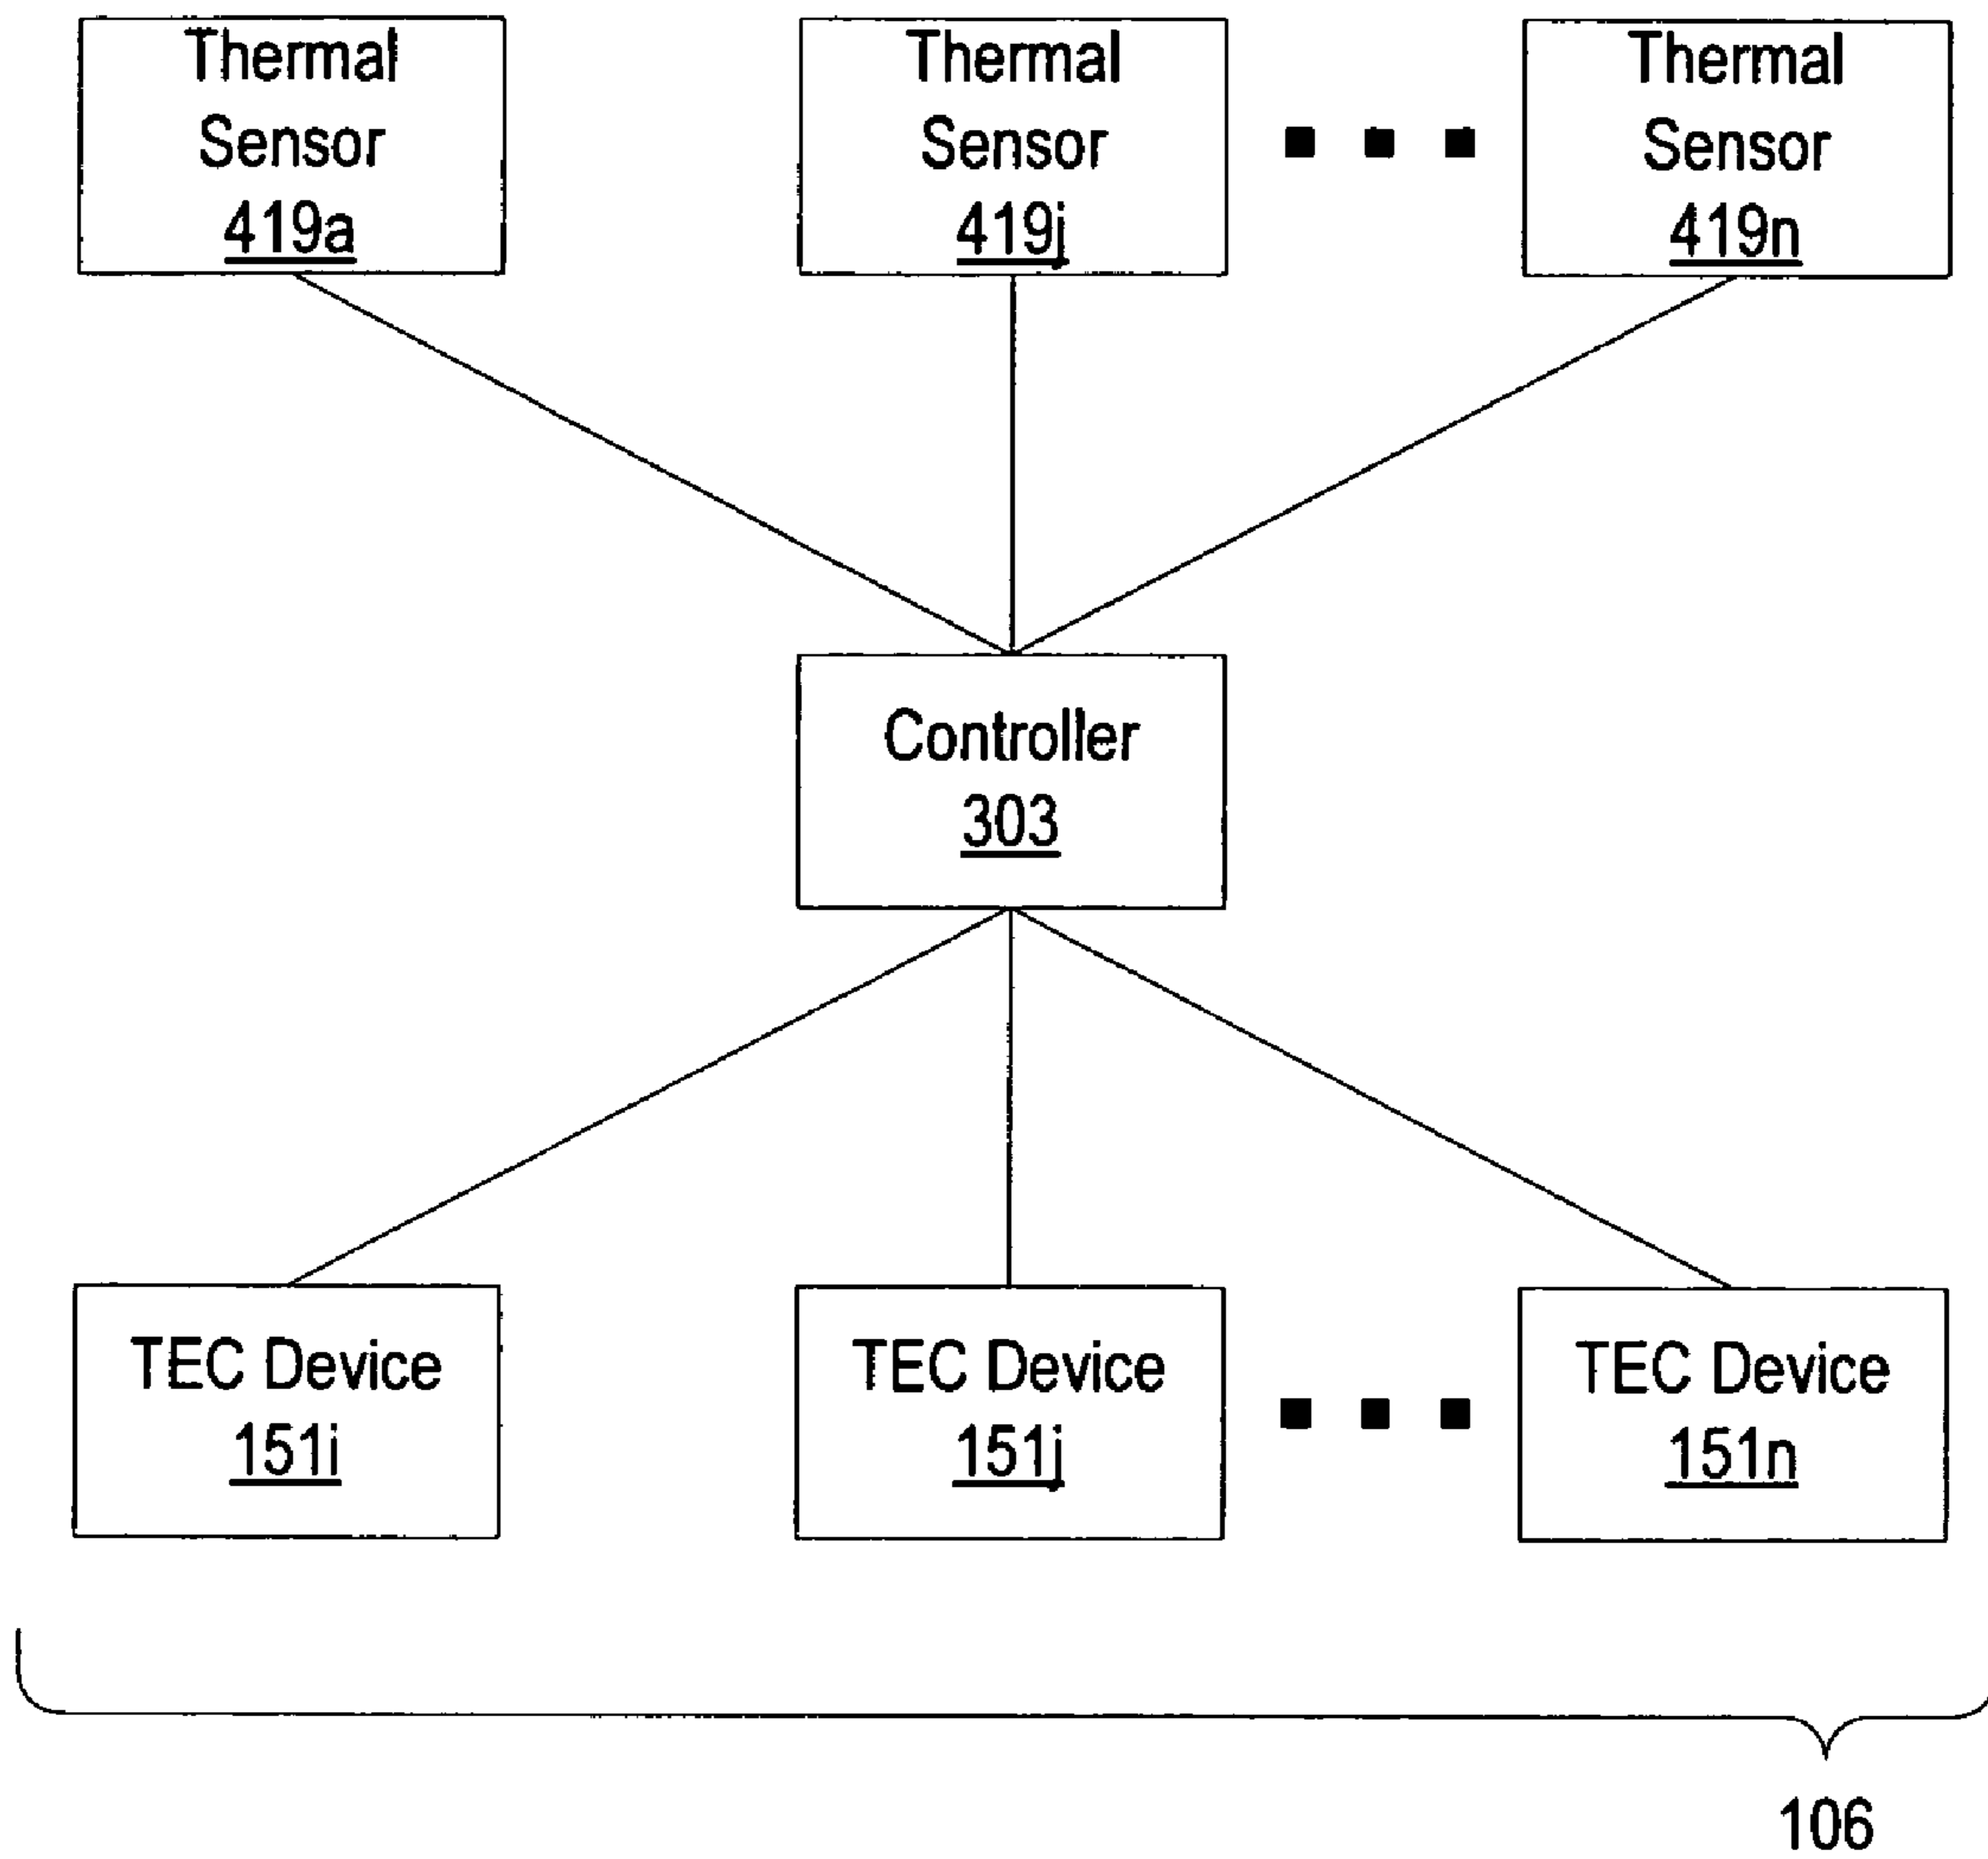 Thermal
Sensor
419a
Thermal
Sensor
419j
Thermal
Sensor
419n
Controller
303
TEC Device
151i
TEC Device
151j
TEC Device
151n
106